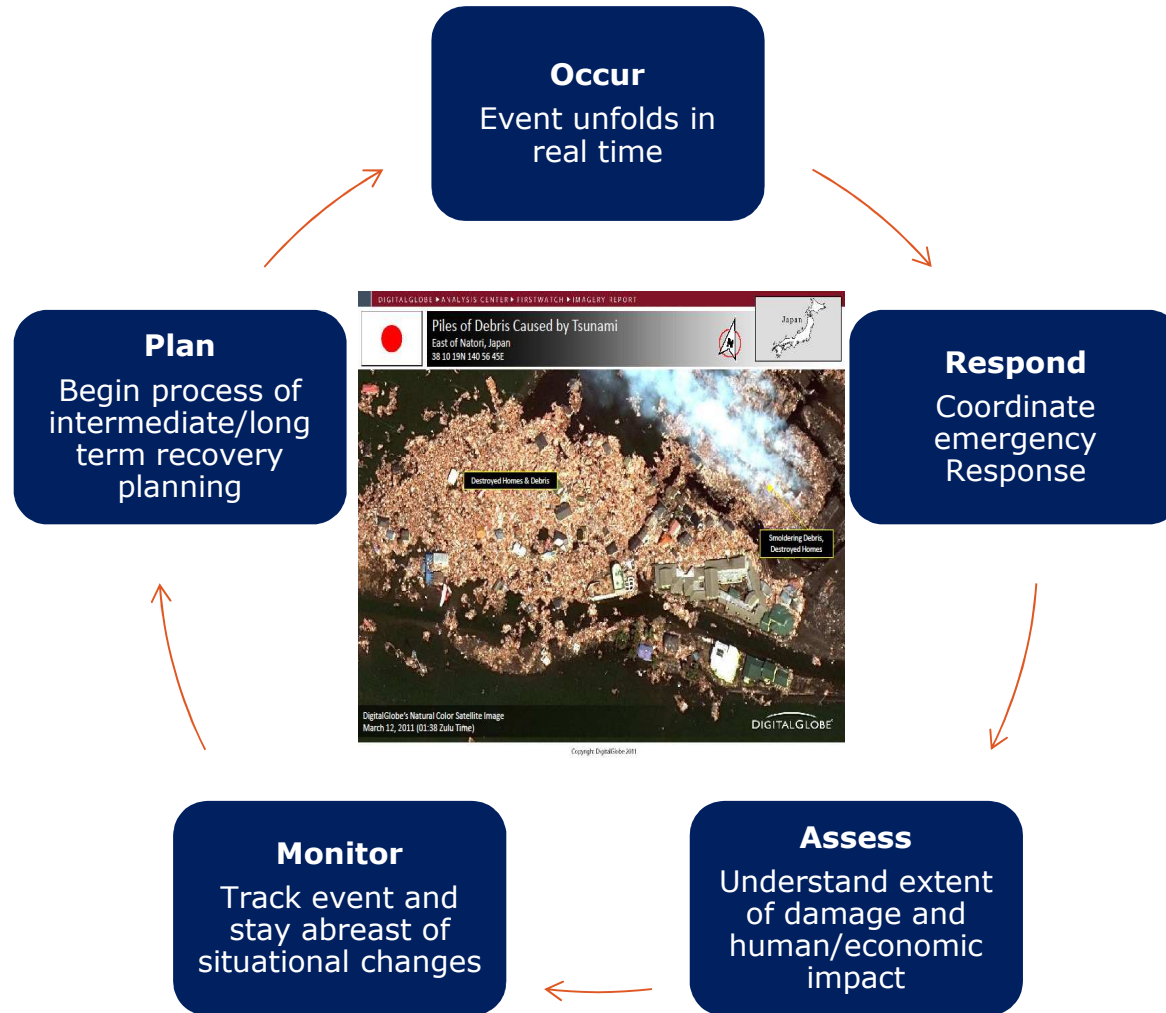 Occur
Event unfolds in
real time
Plan
Begin process of
intermediate/long
term recovery
planning
DIGITALGLOBE ▶ ANALYSIS CENTER ▶ FIRSTWATCH ▶ IMAGERY REPORT
Piles of Debris Caused by Tsunami
East of Natori, Japan
38 10 19N 140 56 45E
N
Japan
Destroyed Homes & Debris
Smoldering Debris,
Destroyed Homes
DigitalGlobe's Natural Color Satellite Image
March 12, 2011 (01:38 Zulu Time)
DIGITALGLOBE
Copyright DigitalGlobe 2011
Respond
Coordinate
emergency
Response
Monitor
Track event and
stay abreast of
situational changes
Assess
Understand extent
of damage and
human/economic
impact